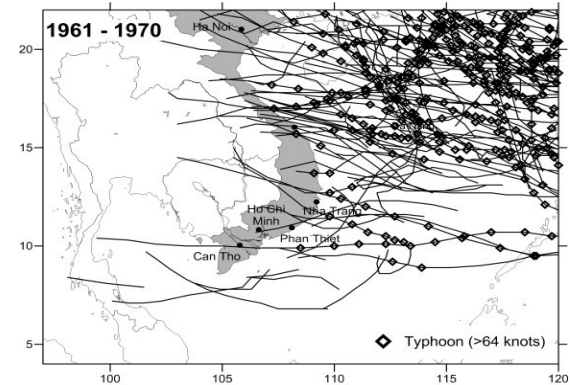 1961 - 1970
Ha Noi
20
15
Ho Chi
Minh
Nha Trang
Phan Thiet
10
Can Tho
5
Typhoon (>64 knots)
100
105
110
115
120